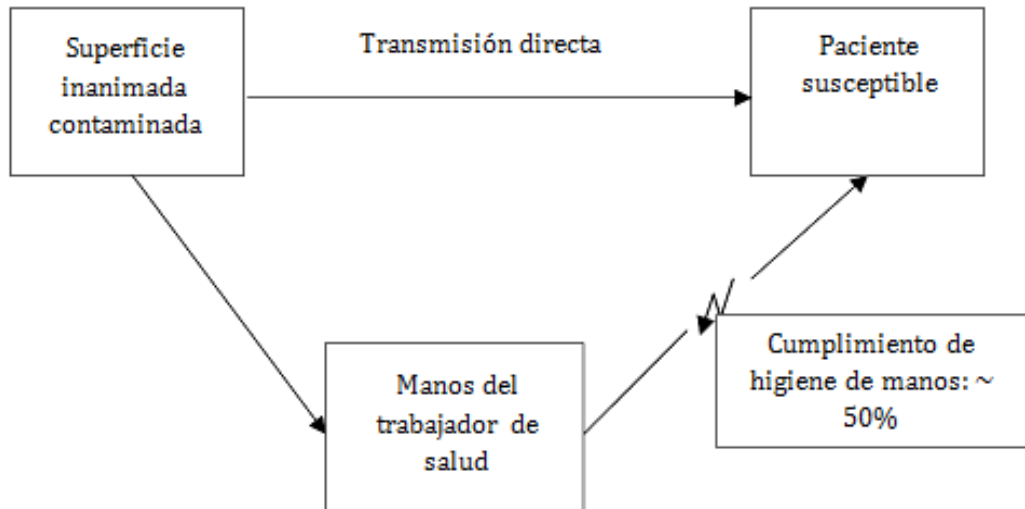 Superficie
inanimada
contaminada
Transmisión directa
Paciente
susceptible
Manos del
trabajador de
salud
Cumplimiento de
higiene de manos: ~
50%